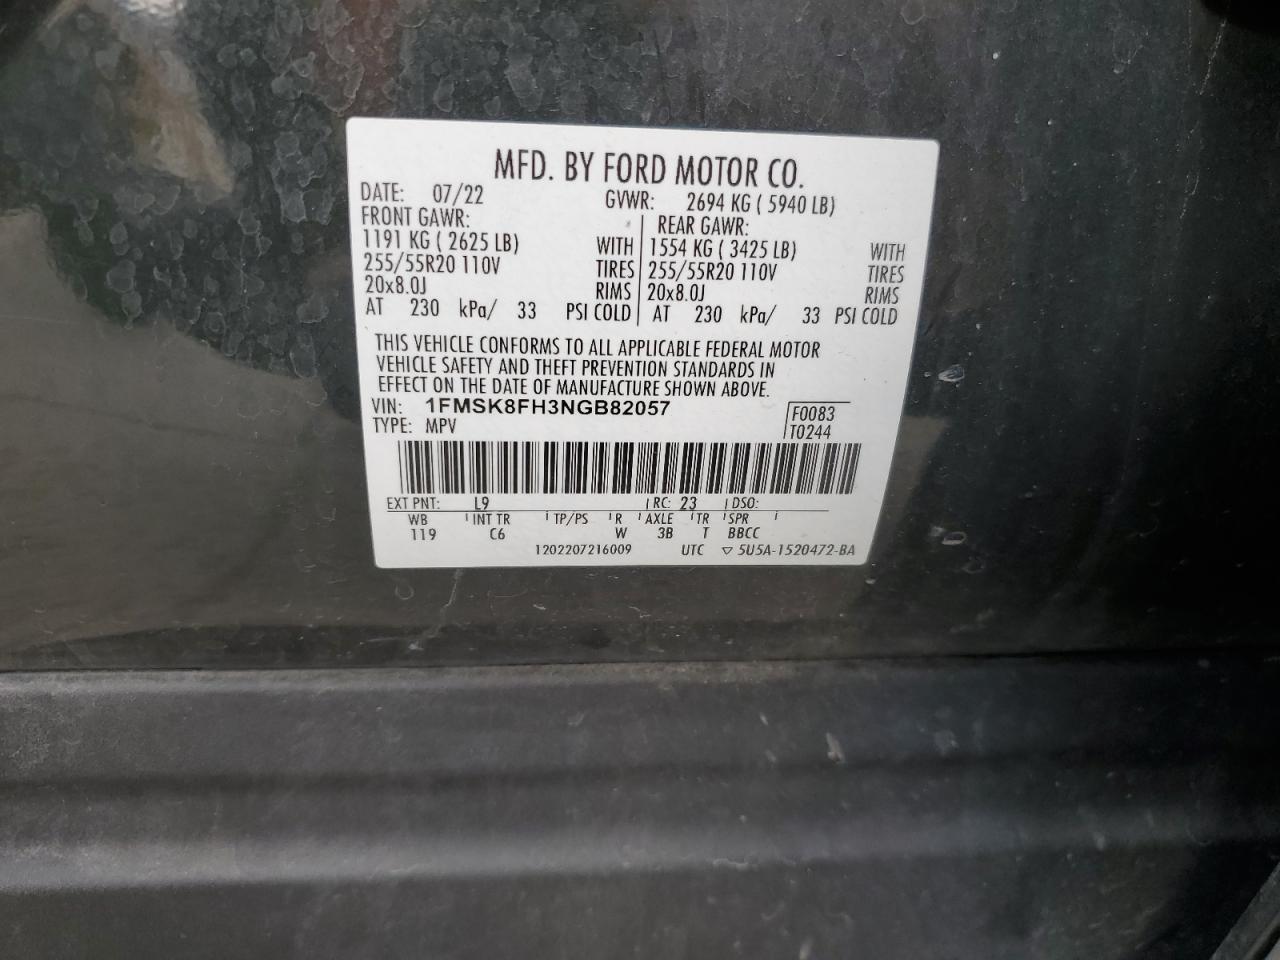 MFD. BY FORD MOTOR CO.
DATE: 07/22 GVWR: 2694 KG ( 5940 LB)
FRONT GAWR: REAR GAWR:
1191 KG ( 2625 LB) WITH 1554 KG ( 3425 LB) WITH
255/55R20 110V TIRES 255/55R20 110V TIRES
20x8.0J RIMS 20x8.0J RIMS
AT 230 kPa/ 33 PSI COLD AT 230 kPa/ 33 PSI COLD
THIS VEHICLE CONFORMS TO ALL APPLICABLE FEDERAL MOTOR
VEHICLE SAFETY AND THEFT PREVENTION STANDARDS IN
EFFECT ON THE DATE OF MANUFACTURE SHOWN ABOVE.
VIN: 1FMSK8FH3NGB82057 F0083
TYPE: MPV T0244
EXT PNT: L9 RC: 23 DSO:
WB INT TR TP/PS R AXLE TR SPR
119 C6 W 3B T BBCC
1202207216009 UTC ▽ 5U5A-1520472-BA